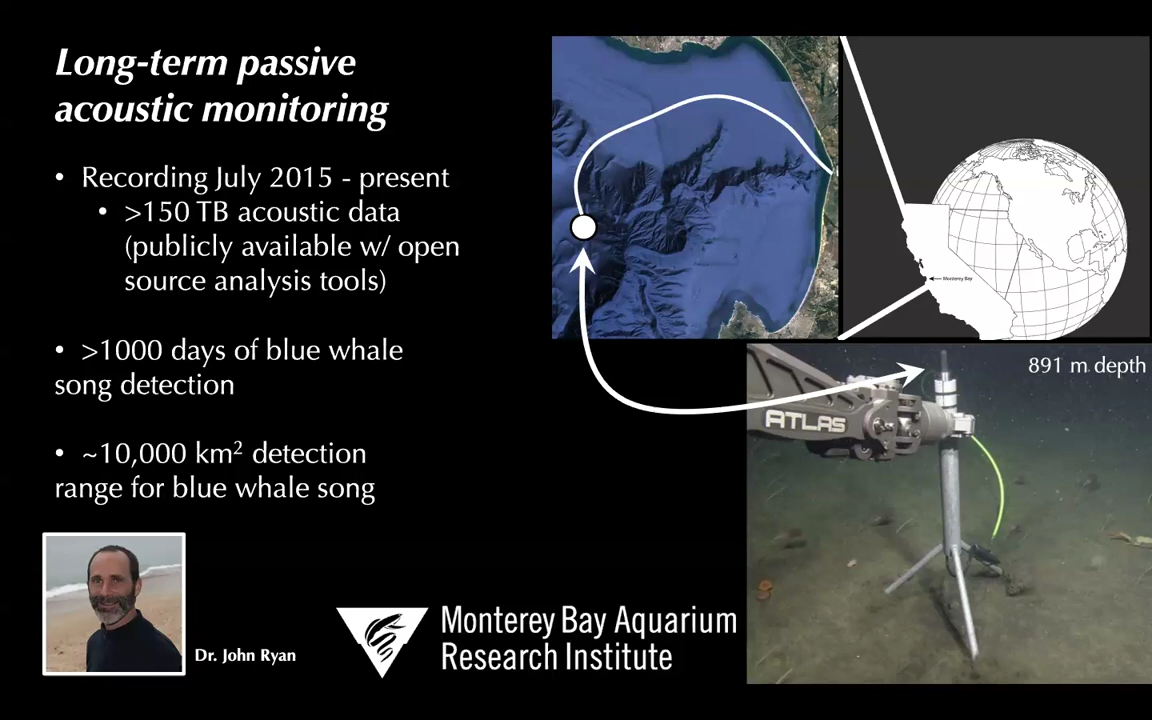 Long-term passive
acoustic monitoring
• Recording July 2015 - present
• >150 TB acoustic data
(publicly available w/ open
source analysis tools)
• >1000 days of blue whale
song detection
• ~10,000 km² detection
range for blue whale song
Dr. John Ryan
Monterey Bay Aquarium
Research Institute
Monterey Bay
891 m depth
ATLAS